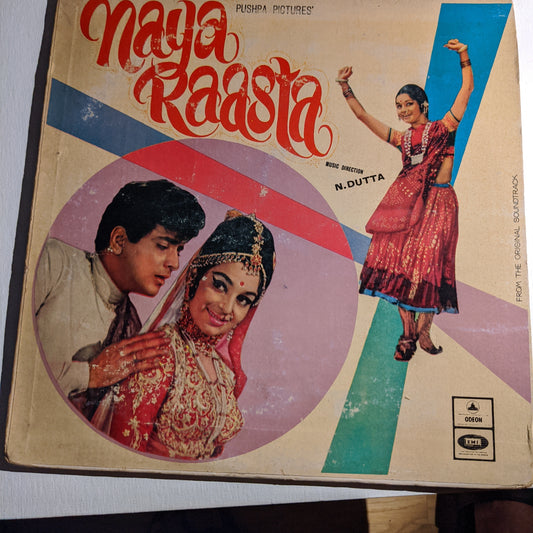 PUSHPA PICTURES'
Naya
Raasta
MUSIC DIRECTION
N.DUTTA
FROM THE ORIGINAL SOUNDTRACK
ODEON
EMI